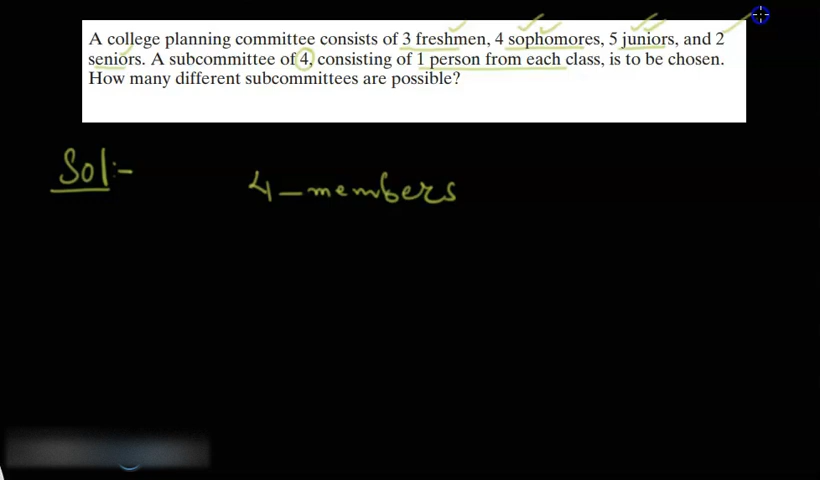 A college planning committee consists of 3 freshmen, 4 sophomores, 5 juniors, and 2
seniors. A subcommittee of 4, consisting of 1 person from each class, is to be chosen.
How many different subcommittees are possible?
Sol:-
4-members